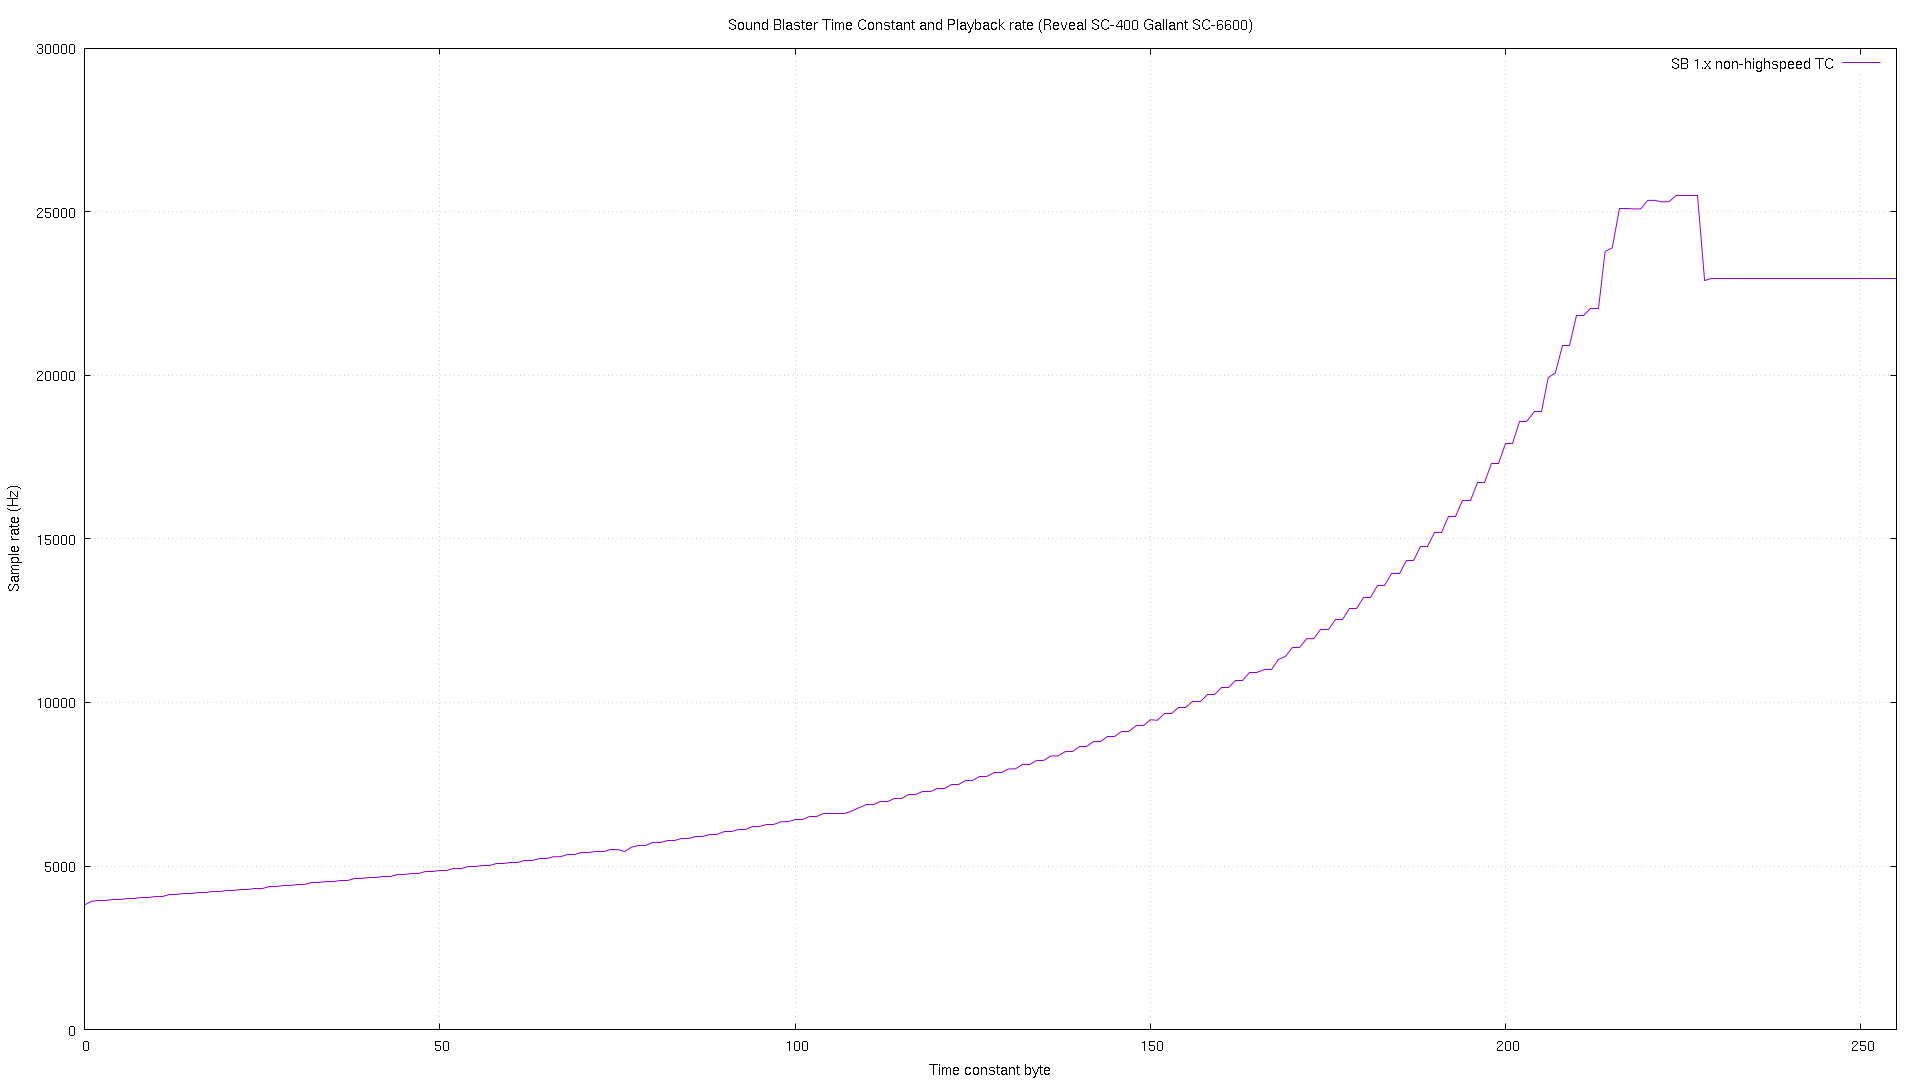 Sound Blaster Time Constant and Playback rate (Reveal SC-400 Gallant SC-6600)
SB 1.x non-highspeed TC
30000
25000
20000
15000
10000
5000
0
Sample rate (Hz)
0 50 100 150 200 250
Time constant byte